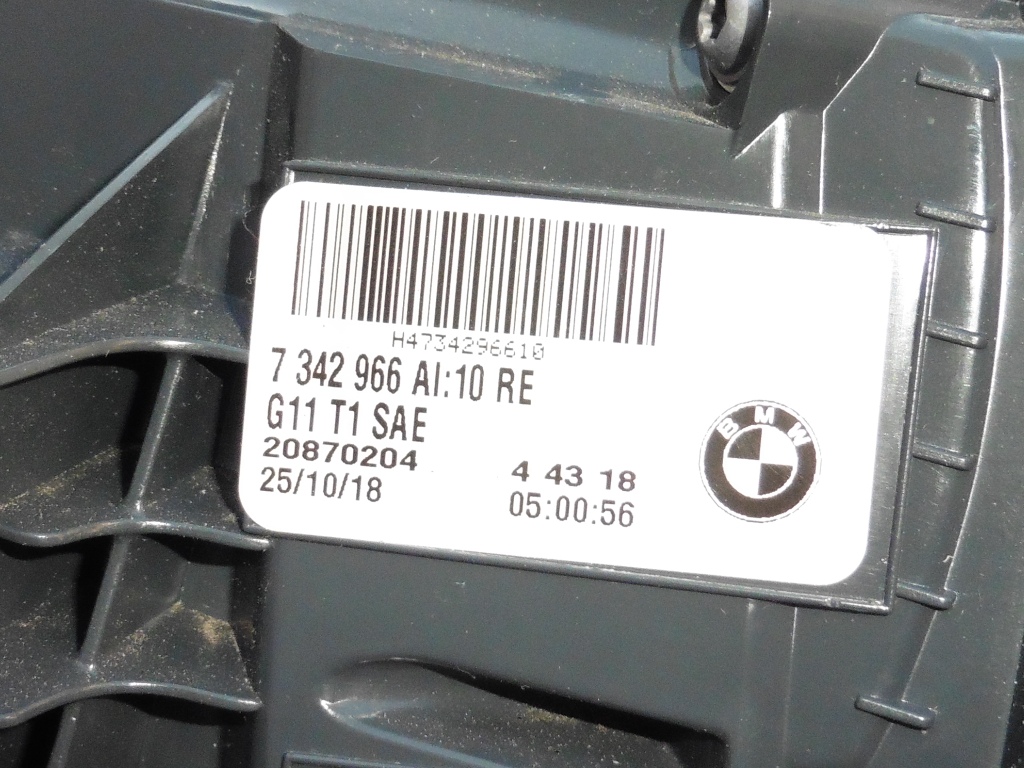 H4734296610
7 342 966 AI:10 RE
G11 T1 SAE
20870204 4 43 18
25/10/18 05:00:56
BMW